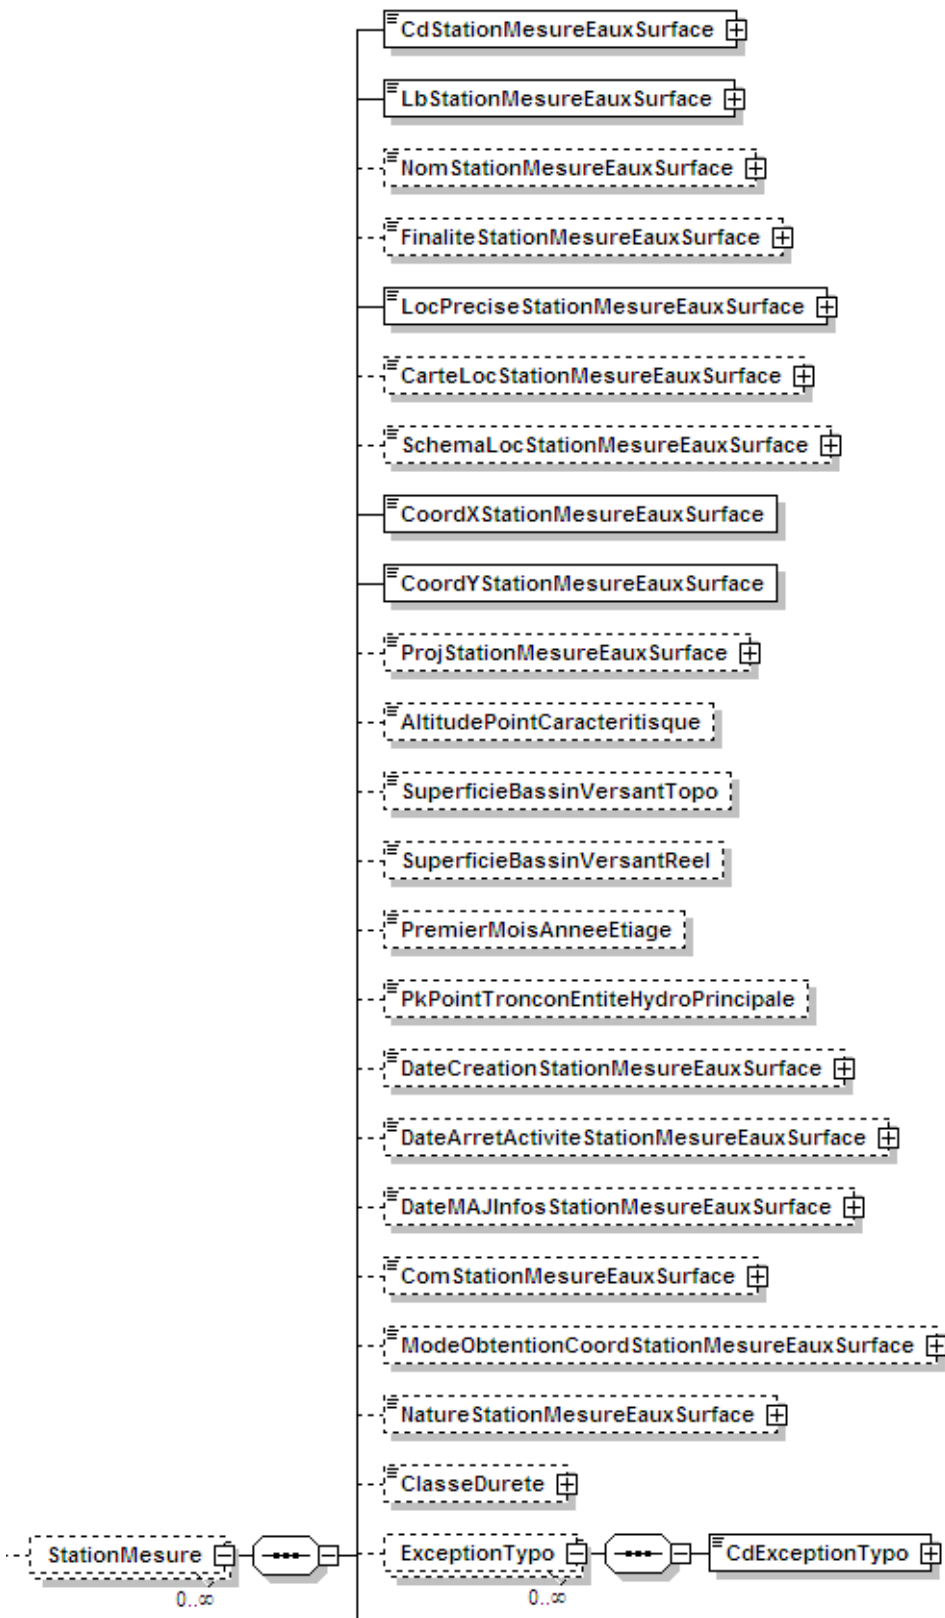 CdStationMesureEauxSurface
LbStationMesureEauxSurface
NomStationMesureEauxSurface
FinaliteStationMesureEauxSurface
LocPreciseStationMesureEauxSurface
CarteLocStationMesureEauxSurface
SchemaLocStationMesureEauxSurface
CoordXStationMesureEauxSurface
CoordYStationMesureEauxSurface
ProjStationMesureEauxSurface
AltitudePointCaracteritisque
SuperficieBassinVersantTopo
SuperficieBassinVersantReel
PremierMoisAnneeEtiage
PkPointTronconEntiteHydroPrincipale
DateCreationStationMesureEauxSurface
DateArretActiviteStationMesureEauxSurface
DateMAJInfosStationMesureEauxSurface
ComStationMesureEauxSurface
ModeObtentionCoordStationMesureEauxSurface
NatureStationMesureEauxSurface
ClasseDurete
StationMesure ExceptionTypo CdExceptionTypo
0..∞ 0..∞